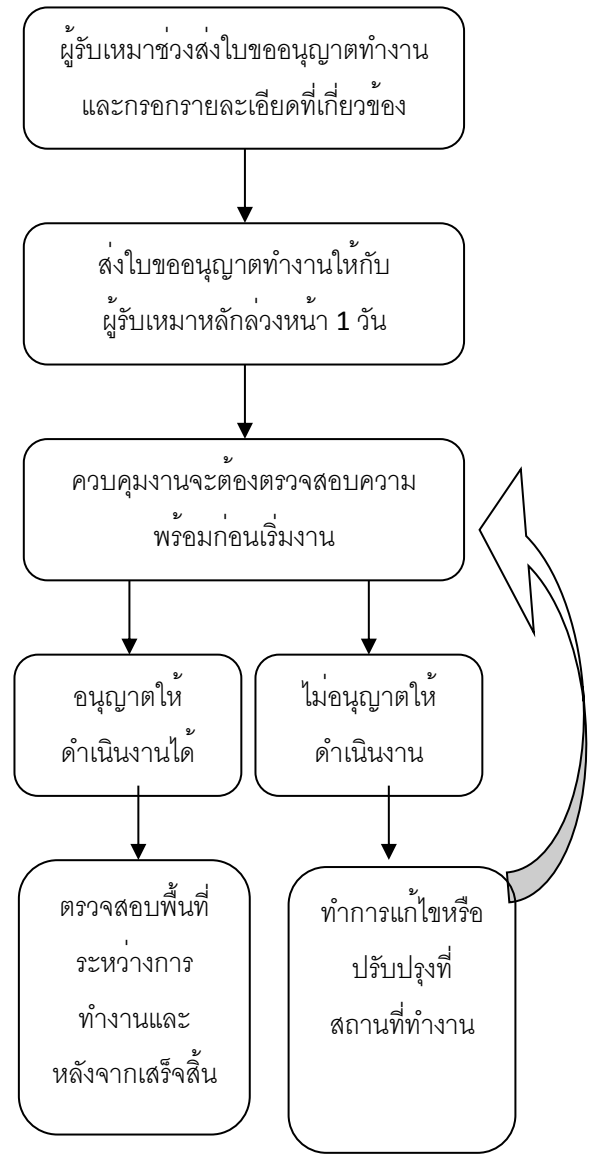 ผู้รับเหมาช่วงส่งใบขออนุญาตทำงาน
และกรอกรายละเอียดที่เกี่ยวข้อง
ส่งใบขออนุญาตทำงานให้กับ
ผู้รับเหมาหลักล่วงหน้า 1 วัน
ควบคุมงานจะต้องตรวจสอบความ
พร้อมก่อนเริ่มงาน
อนุญาตให้
ดำเนินงานได้
ไม่อนุญาตให้
ดำเนินงาน
ตรวจสอบพื้นที่
ระหว่างการ
ทำงานและ
หลังจากเสร็จสิ้น
ทำการแก้ไขหรือ
ปรับปรุงที่
สถานที่ทำงาน